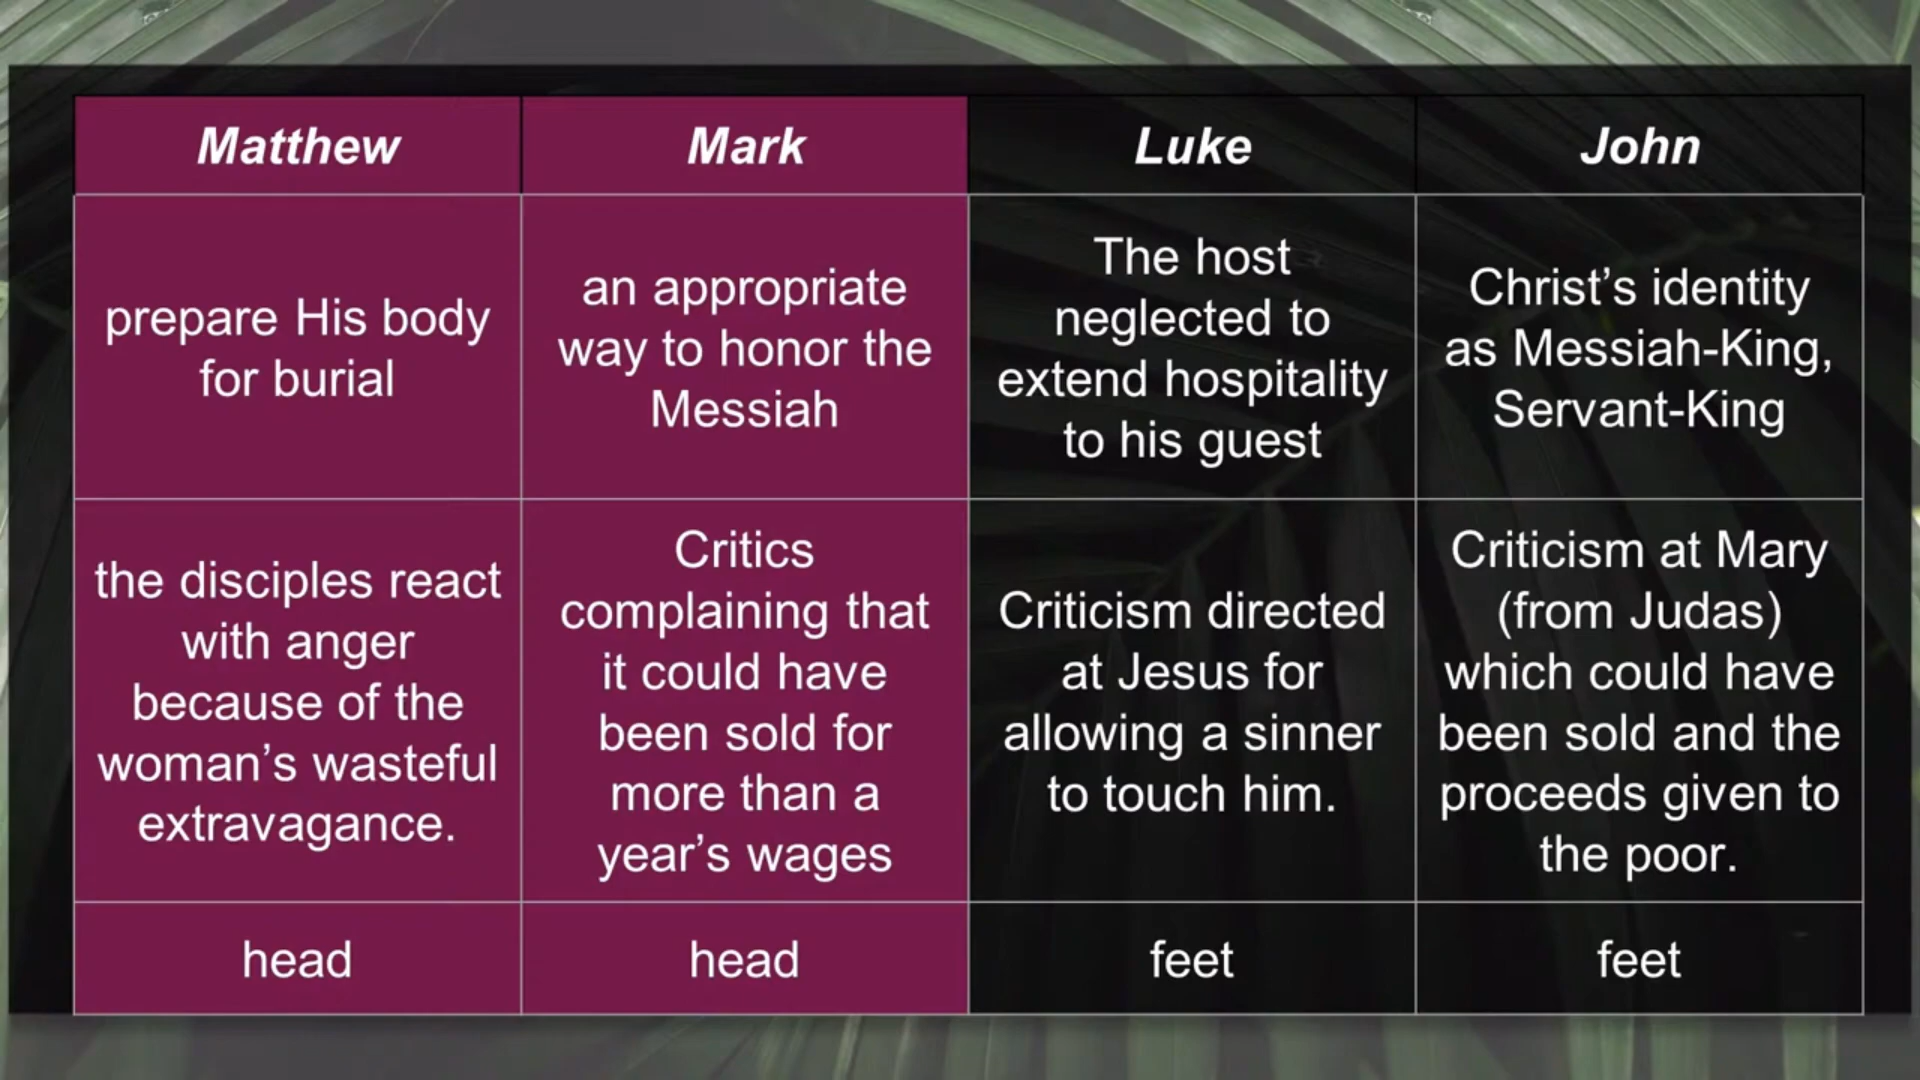 Matthew
Mark
Luke
John
prepare His body
for burial
an appropriate
way to honor the
Messiah
The host
neglected to
extend hospitality
to his guest
Christ’s identity
as Messiah-King,
Servant-King
the disciples react
with anger
because of the
woman’s wasteful
extravagance.
Critics
complaining that
it could have
been sold for
more than a
year’s wages
Criticism directed
at Jesus for
allowing a sinner
to touch him.
Criticism at Mary
(from Judas)
which could have
been sold and the
proceeds given to
the poor.
head
head
feet
feet